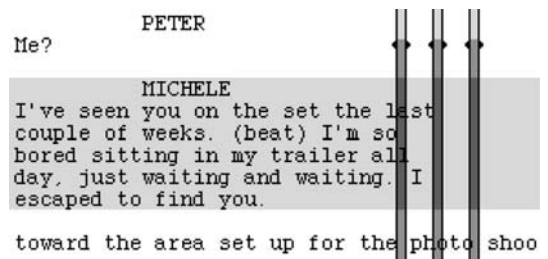 PETER
Me?
MICHELE
I've seen you on the set the last
couple of weeks. (beat) I'm so
bored sitting in my trailer all
day, just waiting and waiting. I
escaped to find you.
toward the area set up for the photo shoo